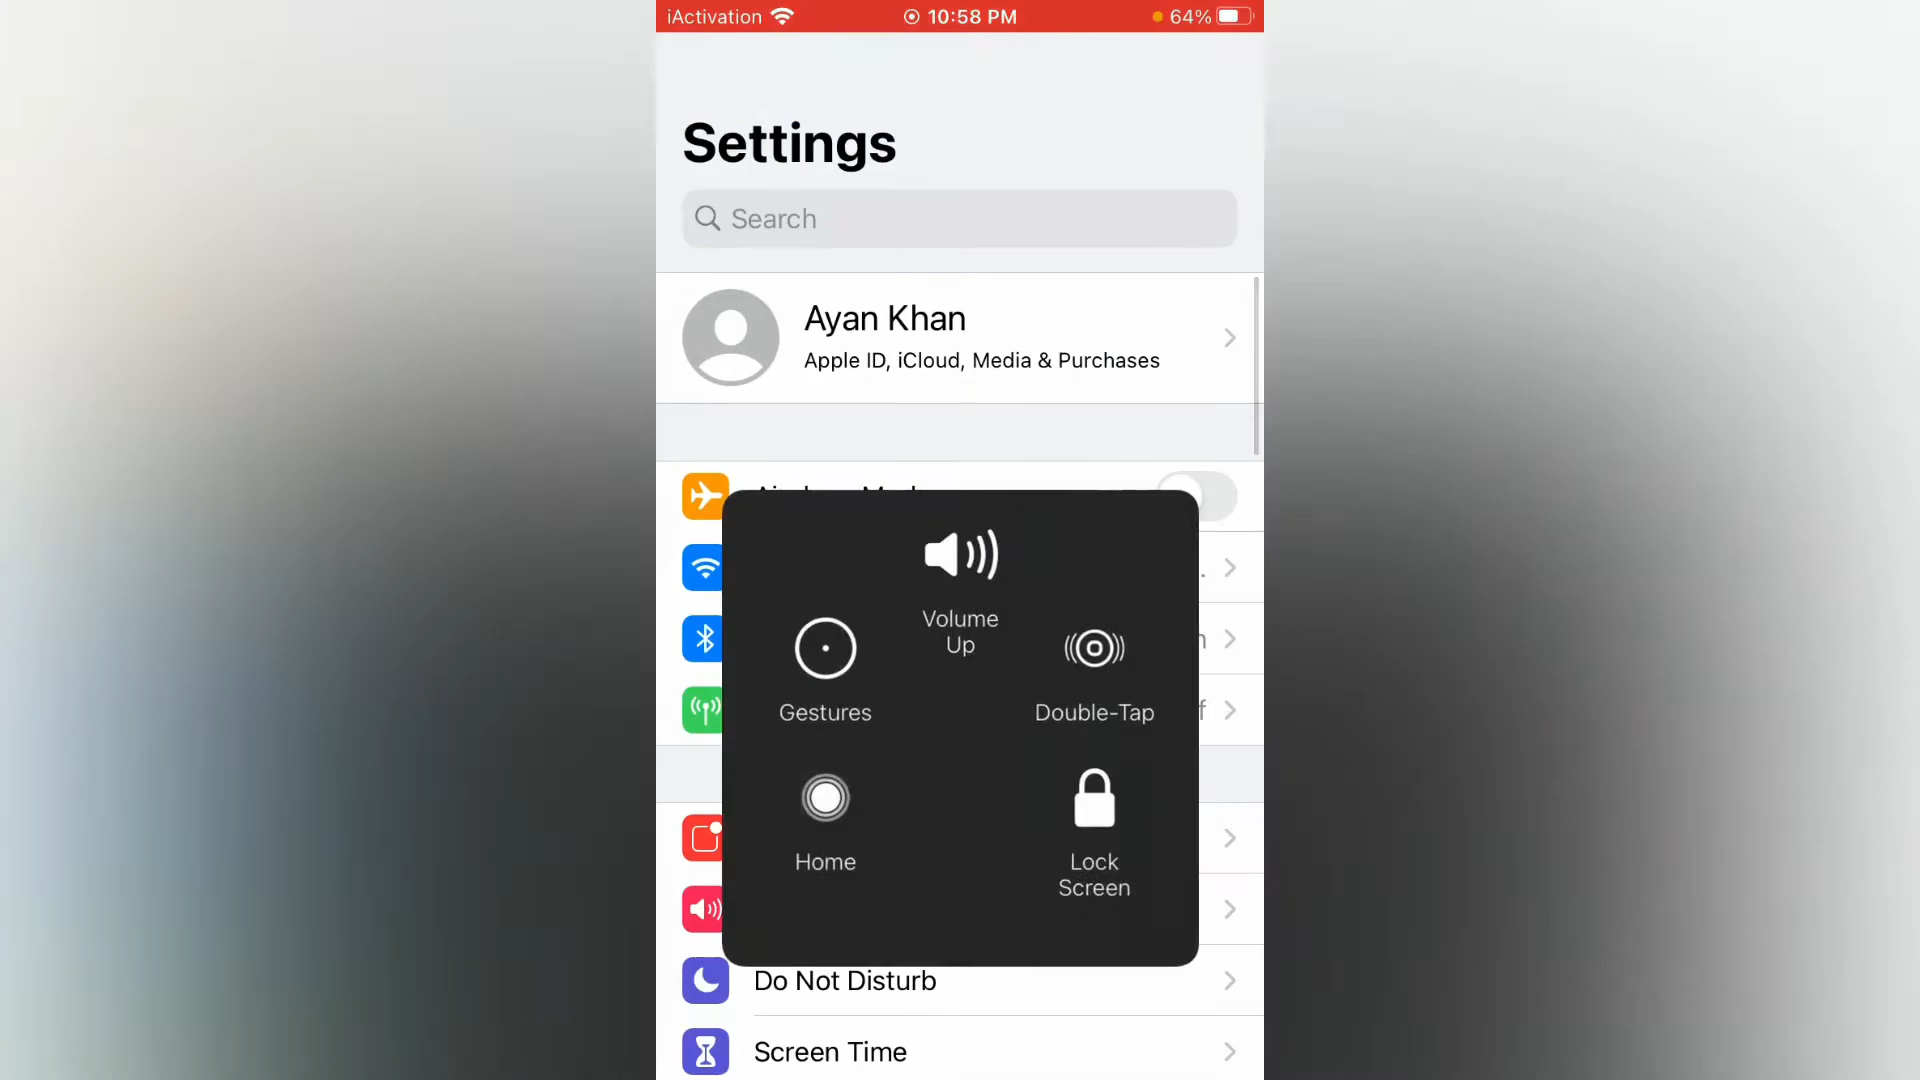 iActivation 10:58 PM 64%
Settings
Search
Ayan Khan
Apple ID, iCloud, Media & Purchases
Volume
Up
Gestures
Double-Tap
Home
Lock
Screen
Do Not Disturb
Screen Time